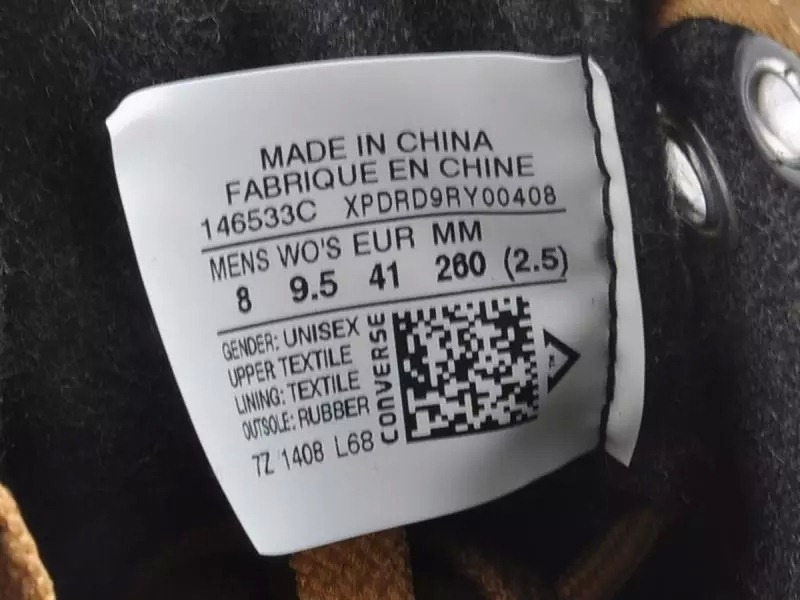 MADE IN CHINA
FABRIQUE EN CHINE
146533C XPDRD9RY00408
MENS WO'S EUR MM
8 9.5 41 260 (2.5)
GENDER: UNISEX
UPPER TEXTILE
LINING: TEXTILE
OUTSOLE: RUBBER
CONVERSE
7Z 1408 L68